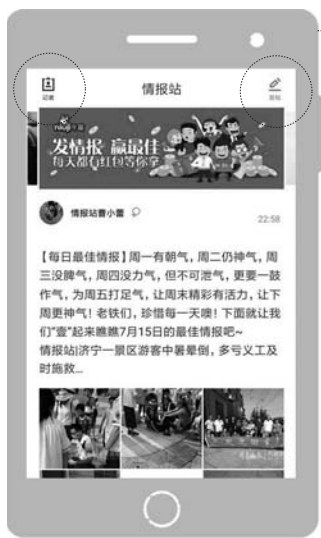 情报站
发情报 赢最佳
每天都有红包等你拿
情报站曹小蕾
22:58
【每日最佳情报】周一有朝气，周二仍神气，周
三没脾气，周四没力气，但不可泄气，更要一鼓
作气，为周五打足气，让周末精彩有活力，让下
周更神气！老铁们，珍惜每一天噢！下面就让我
们“壹”起来瞧瞧7月15日的最佳情报吧~
情报站|济宁一景区游客中暑晕倒，多亏义工及
时施救...